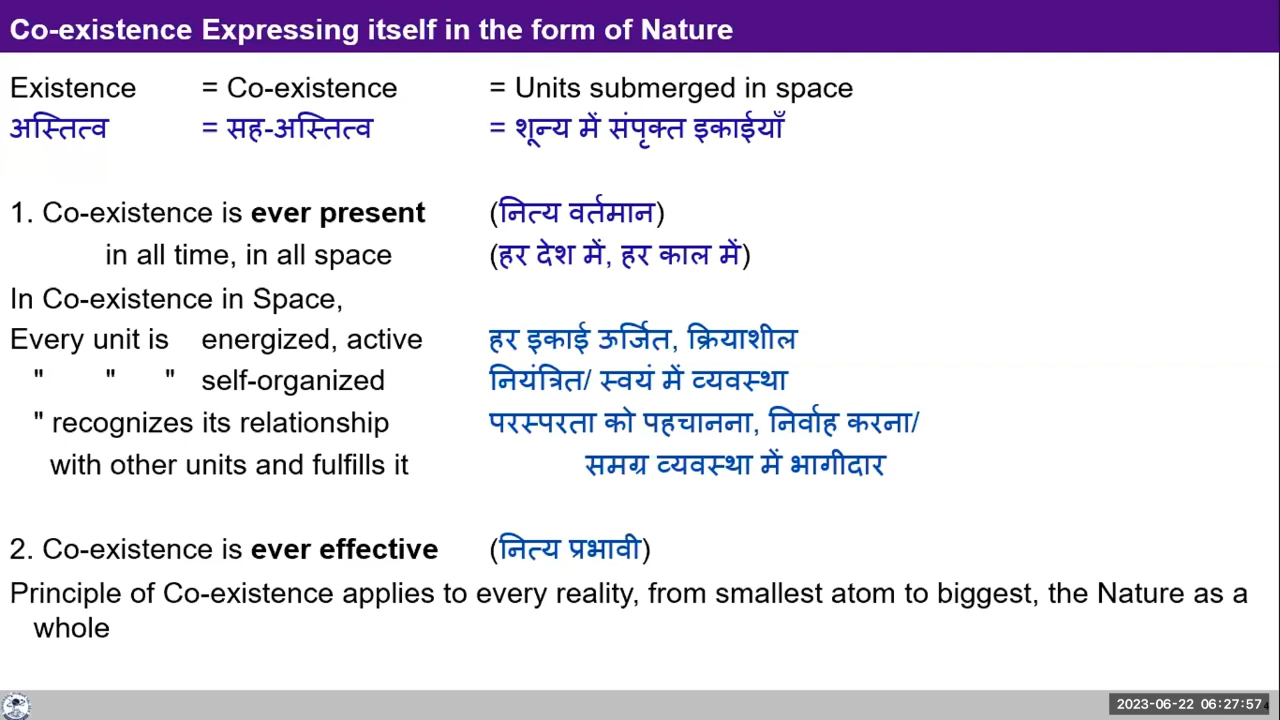 Co-existence Expressing itself in the form of Nature
Existence = Co-existence = Units submerged in space
अस्तित्व = सह-अस्तित्व = शून्य में संपृक्त इकाईयाँ
1. Co-existence is ever present (नित्य वर्तमान)
in all time, in all space (हर देश में, हर काल में)
In Co-existence in Space,
Every unit is energized, active हर इकाई ऊर्जित, क्रियाशील
" " " self-organized नियंत्रित/ स्वयं में व्यवस्था
" recognizes its relationship परस्परता को पहचानना, निर्वाह करना/
with other units and fulfills it समग्र व्यवस्था में भागीदार
2. Co-existence is ever effective (नित्य प्रभावी)
Principle of Co-existence applies to every reality, from smallest atom to biggest, the Nature as a
whole
2023-06-22 06:27:57